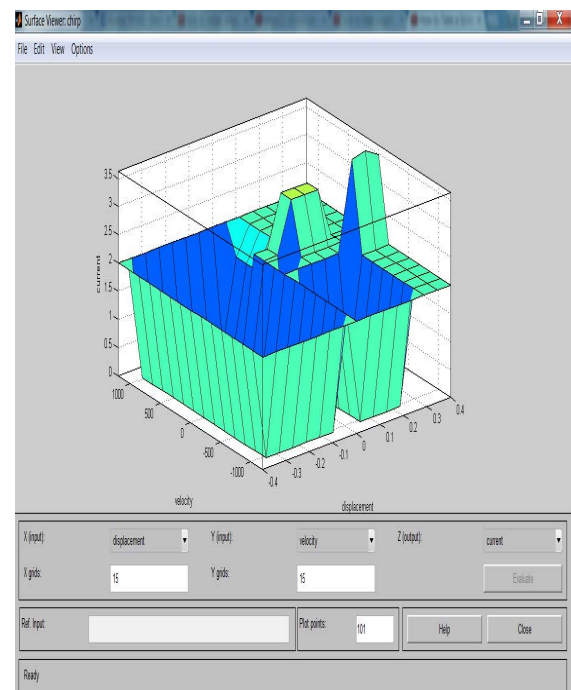 Surface Viewer: chirp
File Edit View Options
3.5
3
2.5
2
1.5
1
0.5
0
current
1000
500
0
-500
-1000
velocity
-0.4
-0.3
-0.2
-0.1
0
0.1
0.2
0.3
0.4
displacement
X (input): displacement Y (input): velocity Z (output): current
X grids: 15 Y grids: 15 Evaluate
Ref. Input: Plot points: 101 Help Close
Ready